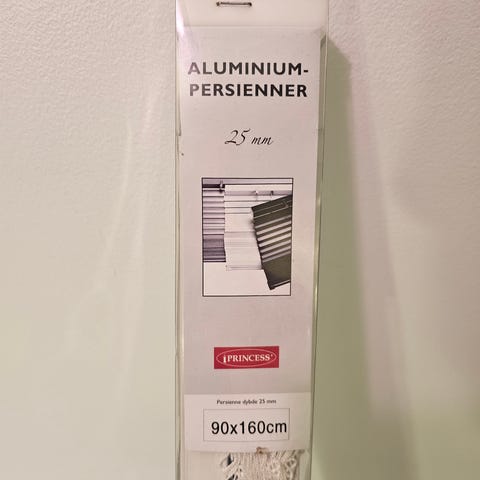 ALUMINIUM-
PERSIENNER
25 mm
PRINCESS
Persienne dybde 25 mm
90x160cm